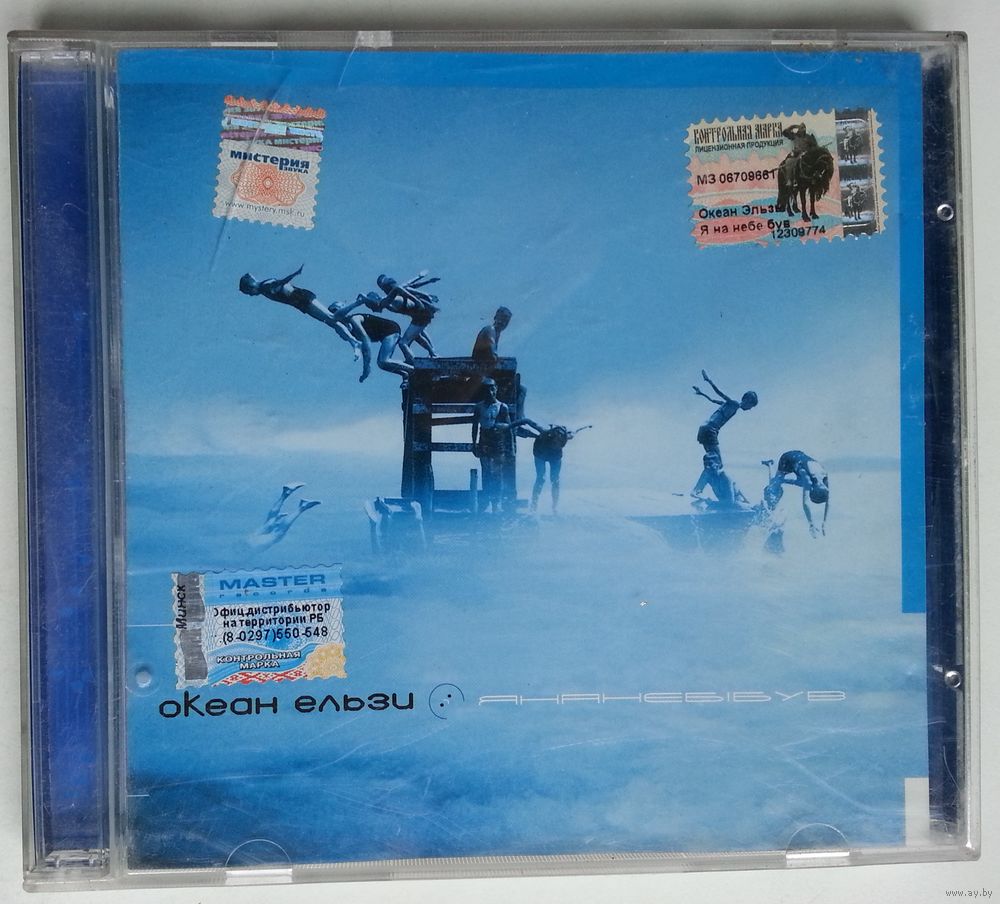 мистерия
ЗВУКА
www.mystery.msk.ru
КОНТРОЛЬНАЯ МАРКА
ЛИЦЕНЗИОННАЯ ПРОДУКЦИЯ
МЗ 06709661
Океан Эльзы
Я на небе був
12309774
Минск
MASTER
records
Офиц.дистрибьютор
на территории РБ
(8-0297)550-548
КОНТРОЛЬНАЯ
МАРКА
океан ельзи
ЯНАНЕБІБУВ
www.ay.by